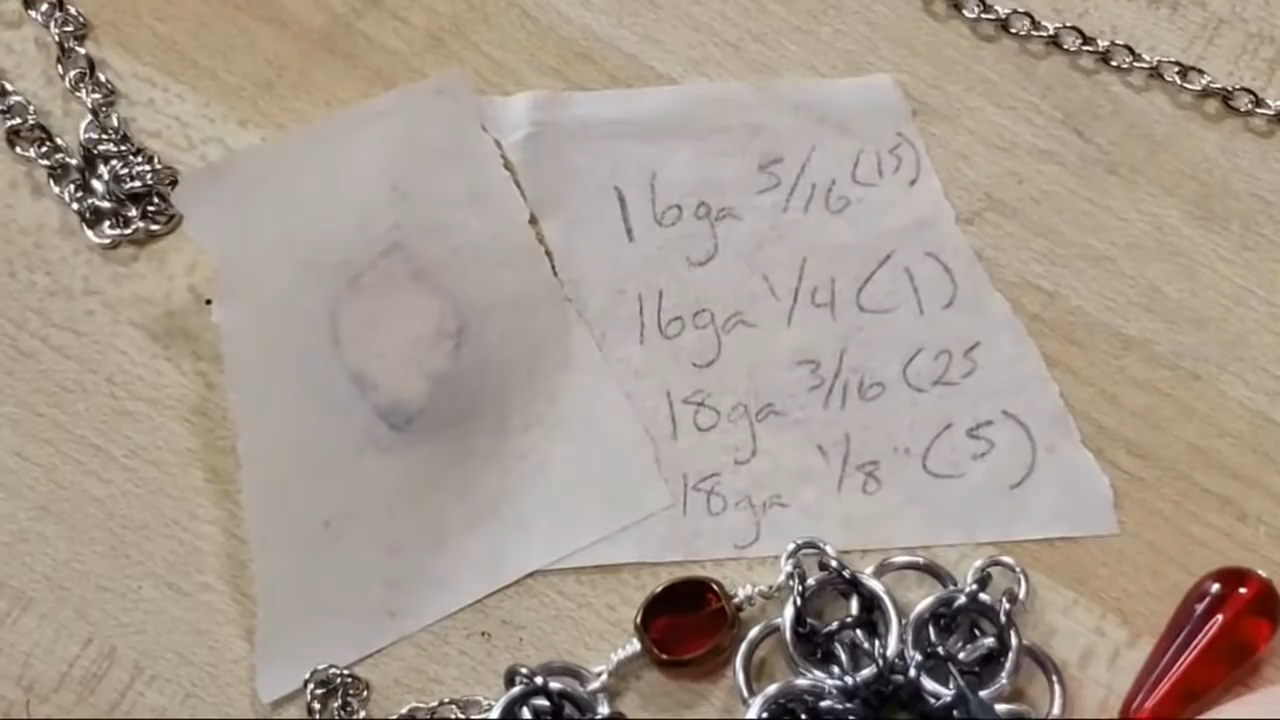 16ga 5/16 (15)
16ga 1/4 (1)
18ga 3/16 (25
18ga 1/8" (5)